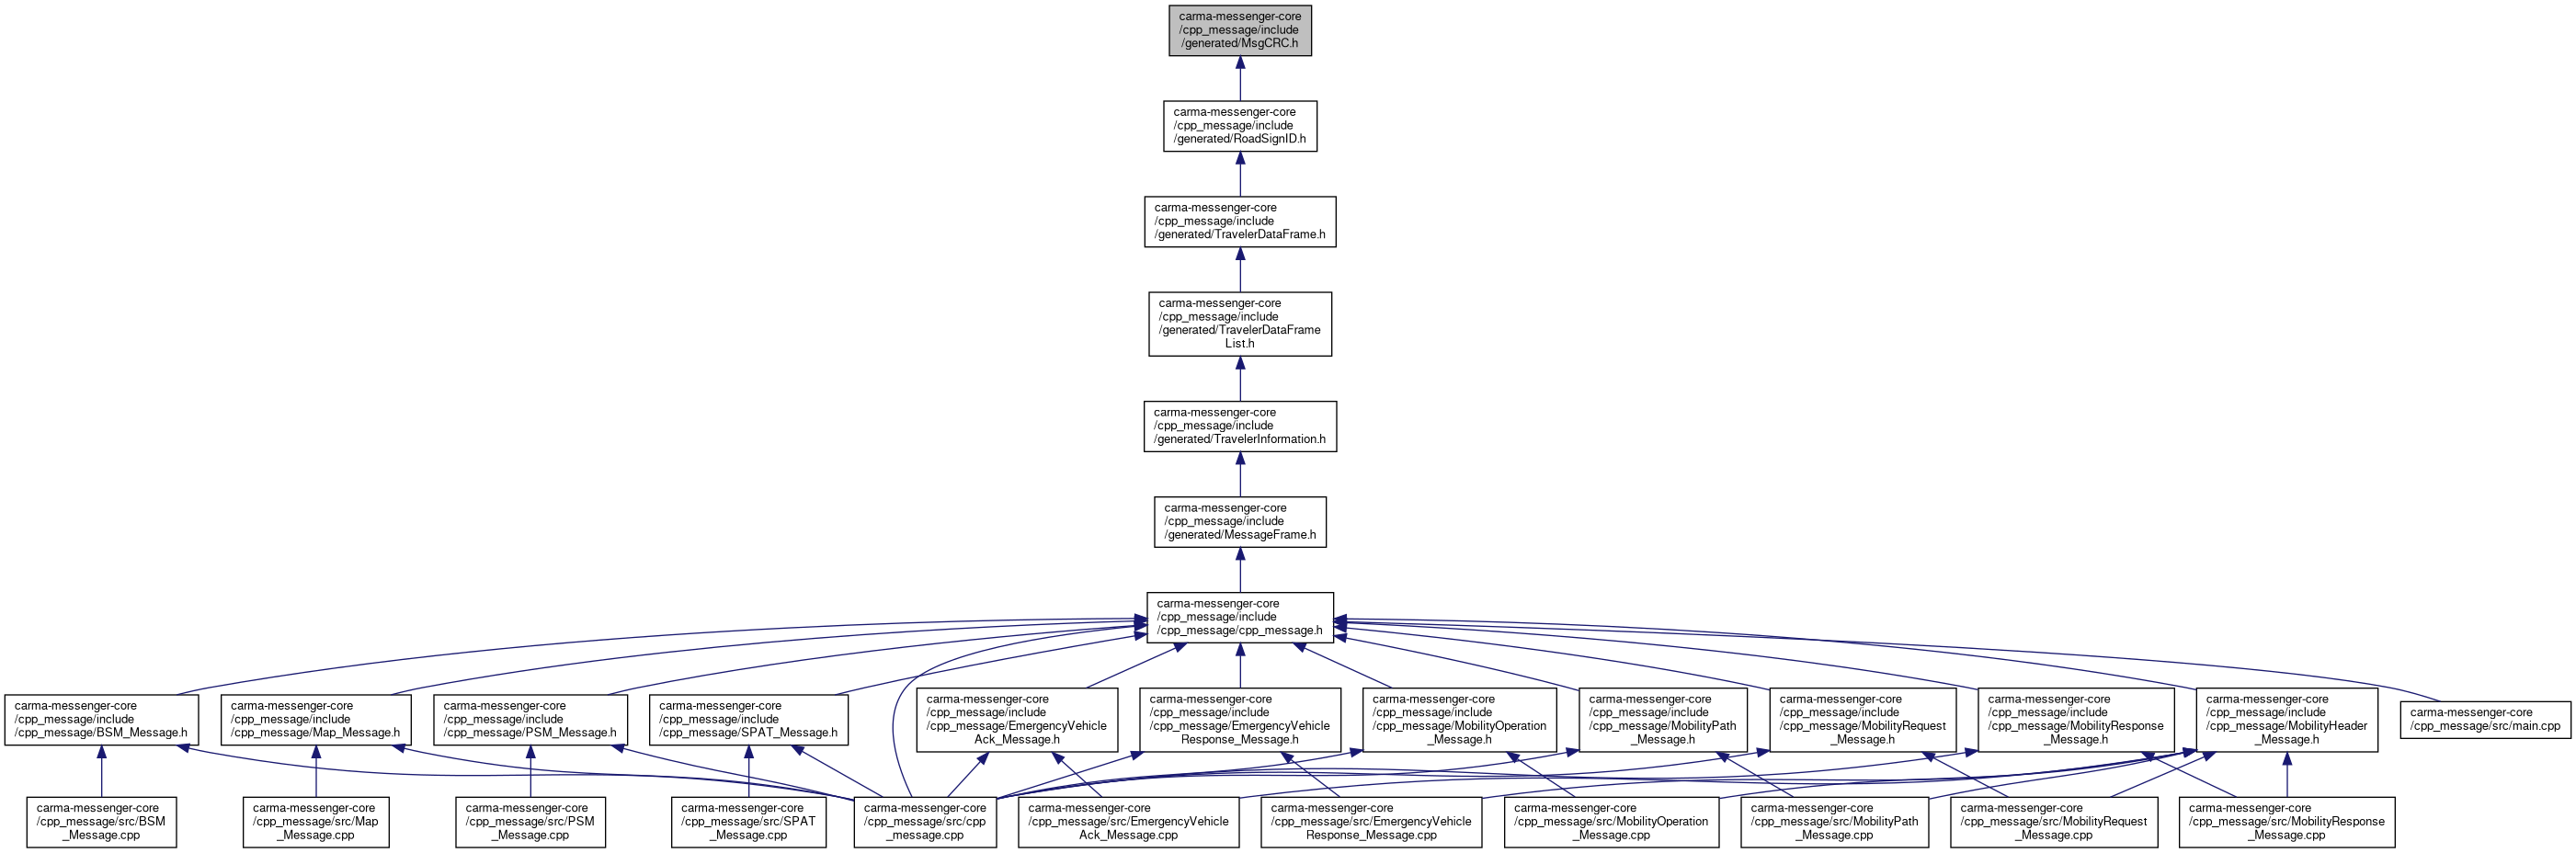 carma-messenger-core
/cpp_message/include
/generated/MsgCRC.h
carma-messenger-core
/cpp_message/include
/generated/RoadSignID.h
carma-messenger-core
/cpp_message/include
/generated/TravelerDataFrame.h
carma-messenger-core
/cpp_message/include
/generated/TravelerDataFrame
List.h
carma-messenger-core
/cpp_message/include
/generated/TravelerInformation.h
carma-messenger-core
/cpp_message/include
/generated/MessageFrame.h
carma-messenger-core
/cpp_message/include
/cpp_message/cpp_message.h
carma-messenger-core
/cpp_message/include
/cpp_message/BSM_Message.h
carma-messenger-core
/cpp_message/include
/cpp_message/Map_Message.h
carma-messenger-core
/cpp_message/include
/cpp_message/PSM_Message.h
carma-messenger-core
/cpp_message/include
/cpp_message/SPAT_Message.h
carma-messenger-core
/cpp_message/include
/cpp_message/EmergencyVehicle
Ack_Message.h
carma-messenger-core
/cpp_message/include
/cpp_message/EmergencyVehicle
Response_Message.h
carma-messenger-core
/cpp_message/include
/cpp_message/MobilityOperation
_Message.h
carma-messenger-core
/cpp_message/include
/cpp_message/MobilityPath
_Message.h
carma-messenger-core
/cpp_message/include
/cpp_message/MobilityRequest
_Message.h
carma-messenger-core
/cpp_message/include
/cpp_message/MobilityResponse
_Message.h
carma-messenger-core
/cpp_message/include
/cpp_message/MobilityHeader
_Message.h
carma-messenger-core
/cpp_message/src/main.cpp
carma-messenger-core
/cpp_message/src/BSM
_Message.cpp
carma-messenger-core
/cpp_message/src/Map
_Message.cpp
carma-messenger-core
/cpp_message/src/PSM
_Message.cpp
carma-messenger-core
/cpp_message/src/SPAT
_Message.cpp
carma-messenger-core
/cpp_message/src/cpp
_message.cpp
carma-messenger-core
/cpp_message/src/EmergencyVehicle
Ack_Message.cpp
carma-messenger-core
/cpp_message/src/EmergencyVehicle
Response_Message.cpp
carma-messenger-core
/cpp_message/src/MobilityOperation
_Message.cpp
carma-messenger-core
/cpp_message/src/MobilityPath
_Message.cpp
carma-messenger-core
/cpp_message/src/MobilityRequest
_Message.cpp
carma-messenger-core
/cpp_message/src/MobilityResponse
_Message.cpp